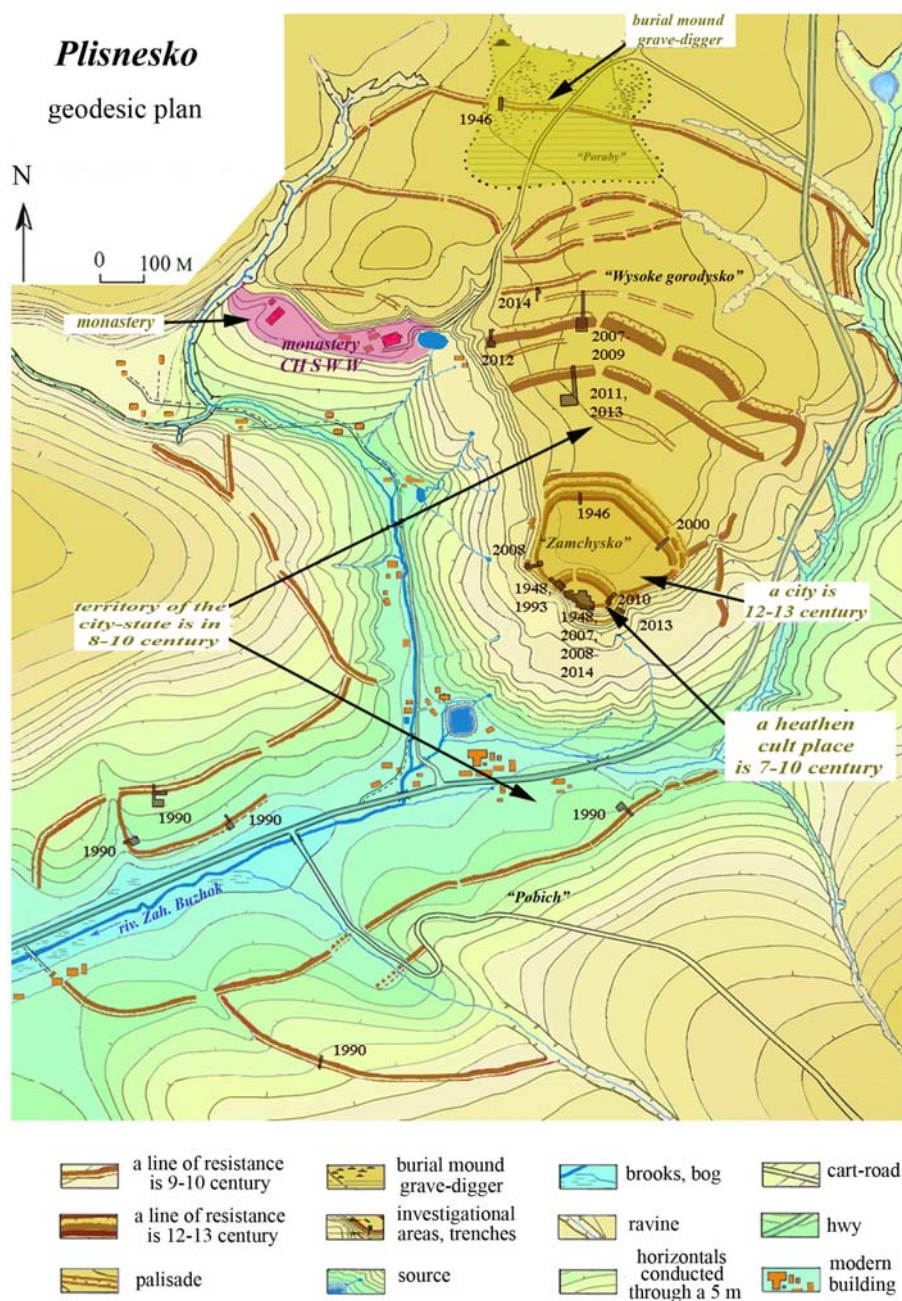 Plisnesko
geodesic plan
burial mound
grave-digger
N
0 100 M
1946
"Poruby"
"Wysoke gorodysko"
monastery
monastery
CH S W W
2014
2012
2007
2009
2011,
2013
1946
2000
"Zamchysko"
2008
1948,
1993
2010
2013
1948,
2007,
2008-
2014
territory of the
city-state is in
8-10 century
a city is
12-13 century
a heathen
cult place
is 7-10 century
1990
1990
1990
1990
"Pobich"
riv. Zah. Buzhok
1990
a line of resistance
is 9-10 century
a line of resistance
is 12-13 century
palisade
burial mound
grave-digger
investigational
areas, trenches
source
brooks, bog
ravine
horizontals
conducted
through a 5 m
cart-road
hwy
modern
building